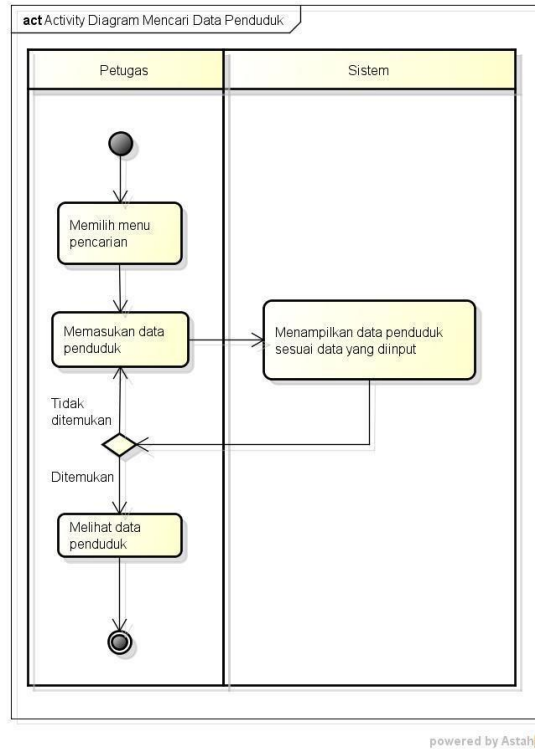 act Activity Diagram Mencari Data Penduduk
Petugas
Sistem
Memilih menu
pencarian
Memasukan data
penduduk
Menampilkan data penduduk
sesuai data yang diinput
Tidak
ditemukan
Ditemukan
Melihat data
penduduk
powered by Astah